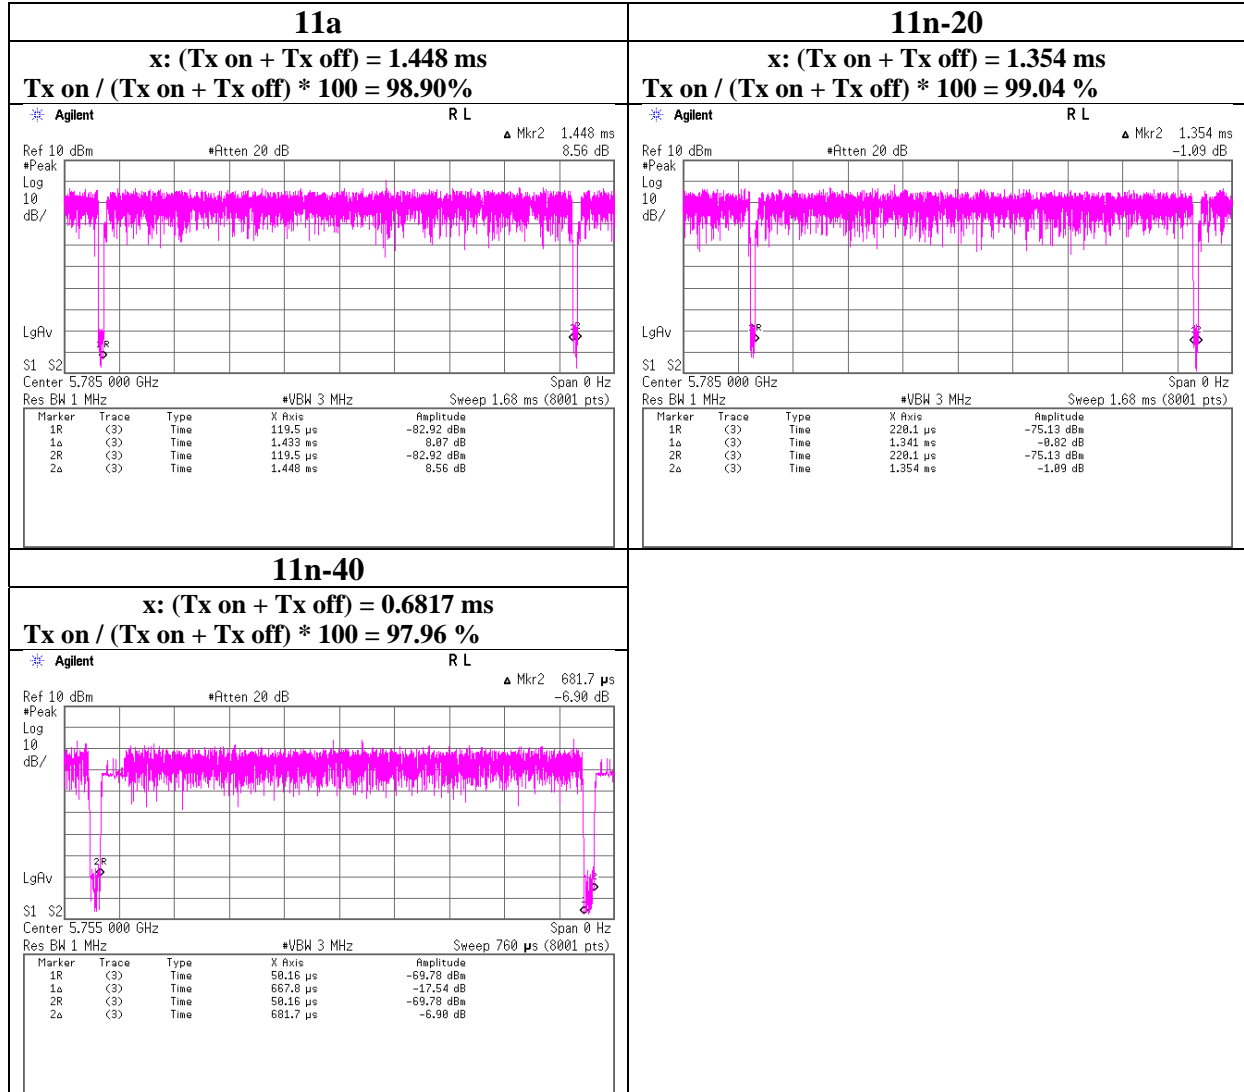 11a
x: (Tx on + Tx off) = 1.448 ms
Tx on / (Tx on + Tx off) * 100 = 98.90%
Agilent R L
Δ Mkr2 1.448 ms
Ref 10 dBm #Atten 20 dB 8.56 dB
#Peak
Log
10
dB/
LgAv
S1 S2
Center 5.785 000 GHz Span 0 Hz
Res BW 1 MHz #VBW 3 MHz Sweep 1.68 ms (8001 pts)
Marker Trace Type X Axis Amplitude
1R (3) Time 119.5 µs -82.92 dBm
1Δ (3) Time 1.433 ms 8.07 dB
2R (3) Time 119.5 µs -82.92 dBm
2Δ (3) Time 1.448 ms 8.56 dB
11n-20
x: (Tx on + Tx off) = 1.354 ms
Tx on / (Tx on + Tx off) * 100 = 99.04 %
Agilent R L
Δ Mkr2 1.354 ms
Ref 10 dBm #Atten 20 dB -1.09 dB
#Peak
Log
10
dB/
LgAv
S1 S2
Center 5.785 000 GHz Span 0 Hz
Res BW 1 MHz #VBW 3 MHz Sweep 1.68 ms (8001 pts)
Marker Trace Type X Axis Amplitude
1R (3) Time 220.1 µs -75.13 dBm
1Δ (3) Time 1.341 ms -0.82 dB
2R (3) Time 220.1 µs -75.13 dBm
2Δ (3) Time 1.354 ms -1.09 dB
11n-40
x: (Tx on + Tx off) = 0.6817 ms
Tx on / (Tx on + Tx off) * 100 = 97.96 %
Agilent R L
Δ Mkr2 681.7 µs
Ref 10 dBm #Atten 20 dB -6.90 dB
#Peak
Log
10
dB/
2R
LgAv
S1 S2
Center 5.755 000 GHz Span 0 Hz
Res BW 1 MHz #VBW 3 MHz Sweep 760 µs (8001 pts)
Marker Trace Type X Axis Amplitude
1R (3) Time 50.16 µs -69.78 dBm
1Δ (3) Time 667.8 µs -17.54 dB
2R (3) Time 50.16 µs -69.78 dBm
2Δ (3) Time 681.7 µs -6.90 dB